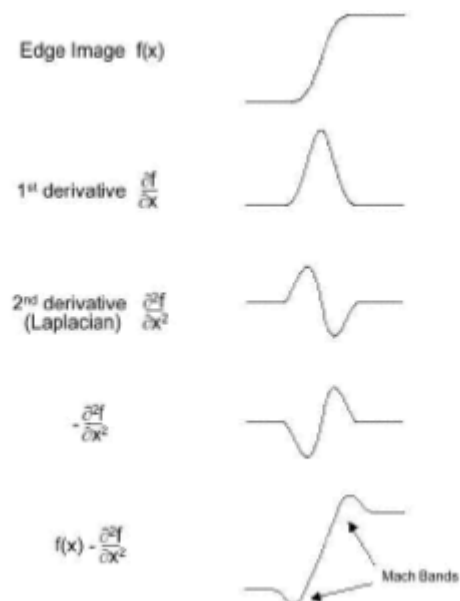 Edge Image f(x)
1st derivative ∂f/∂x
2nd derivative ∂²f/∂x²
(Laplacian)
- ∂²f/∂x²
f(x) - ∂²f/∂x²
Mach Bands